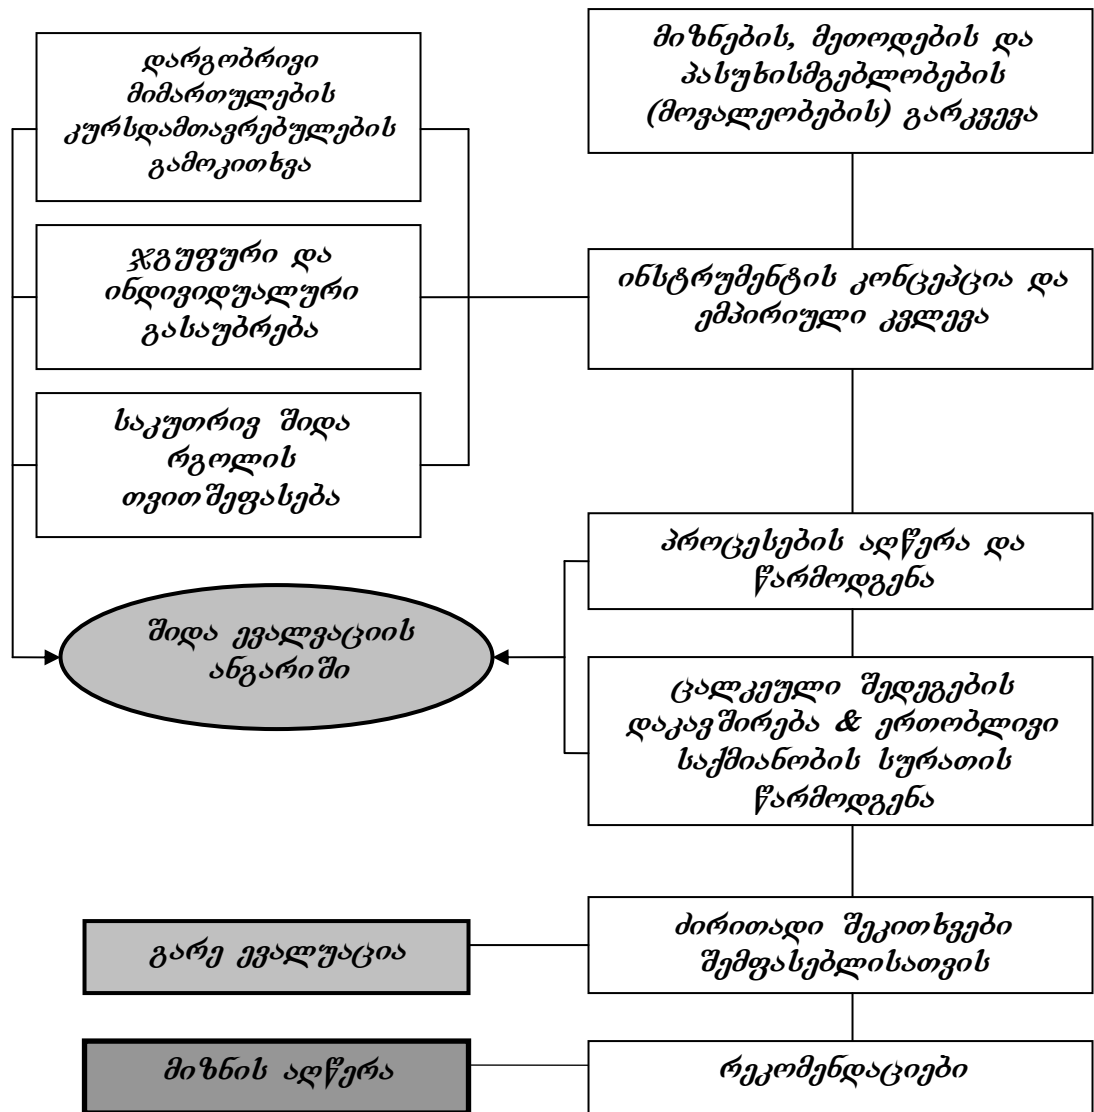 დარგობრივი
მიმართულების
კურსდამთავრებულების
გამოკითხვა
ჯგუფური და
ინდივიდუალური
გასაუბრება
საკუთრივ შიდა
რგოლის
თვითშეფასება
შიდა ევალვაციის
ანგარიში
გარე ევალუაცია
მიზნის აღწერა
მიზნების, მეთოდების და
პასუხისმგებლობების
(მოვალეობების) გარკვევა
ინსტრუმენტის კონცეპცია და
ემპირიული კვლევა
პროცესების აღწერა და
წარმოდგენა
ცალკეული შედეგების
დაკავშირება & ერთობლივი
საქმიანობის სურათის
წარმოდგენა
ძირითადი შეკითხვები
შემფასებლისათვის
რეკომენდაციები